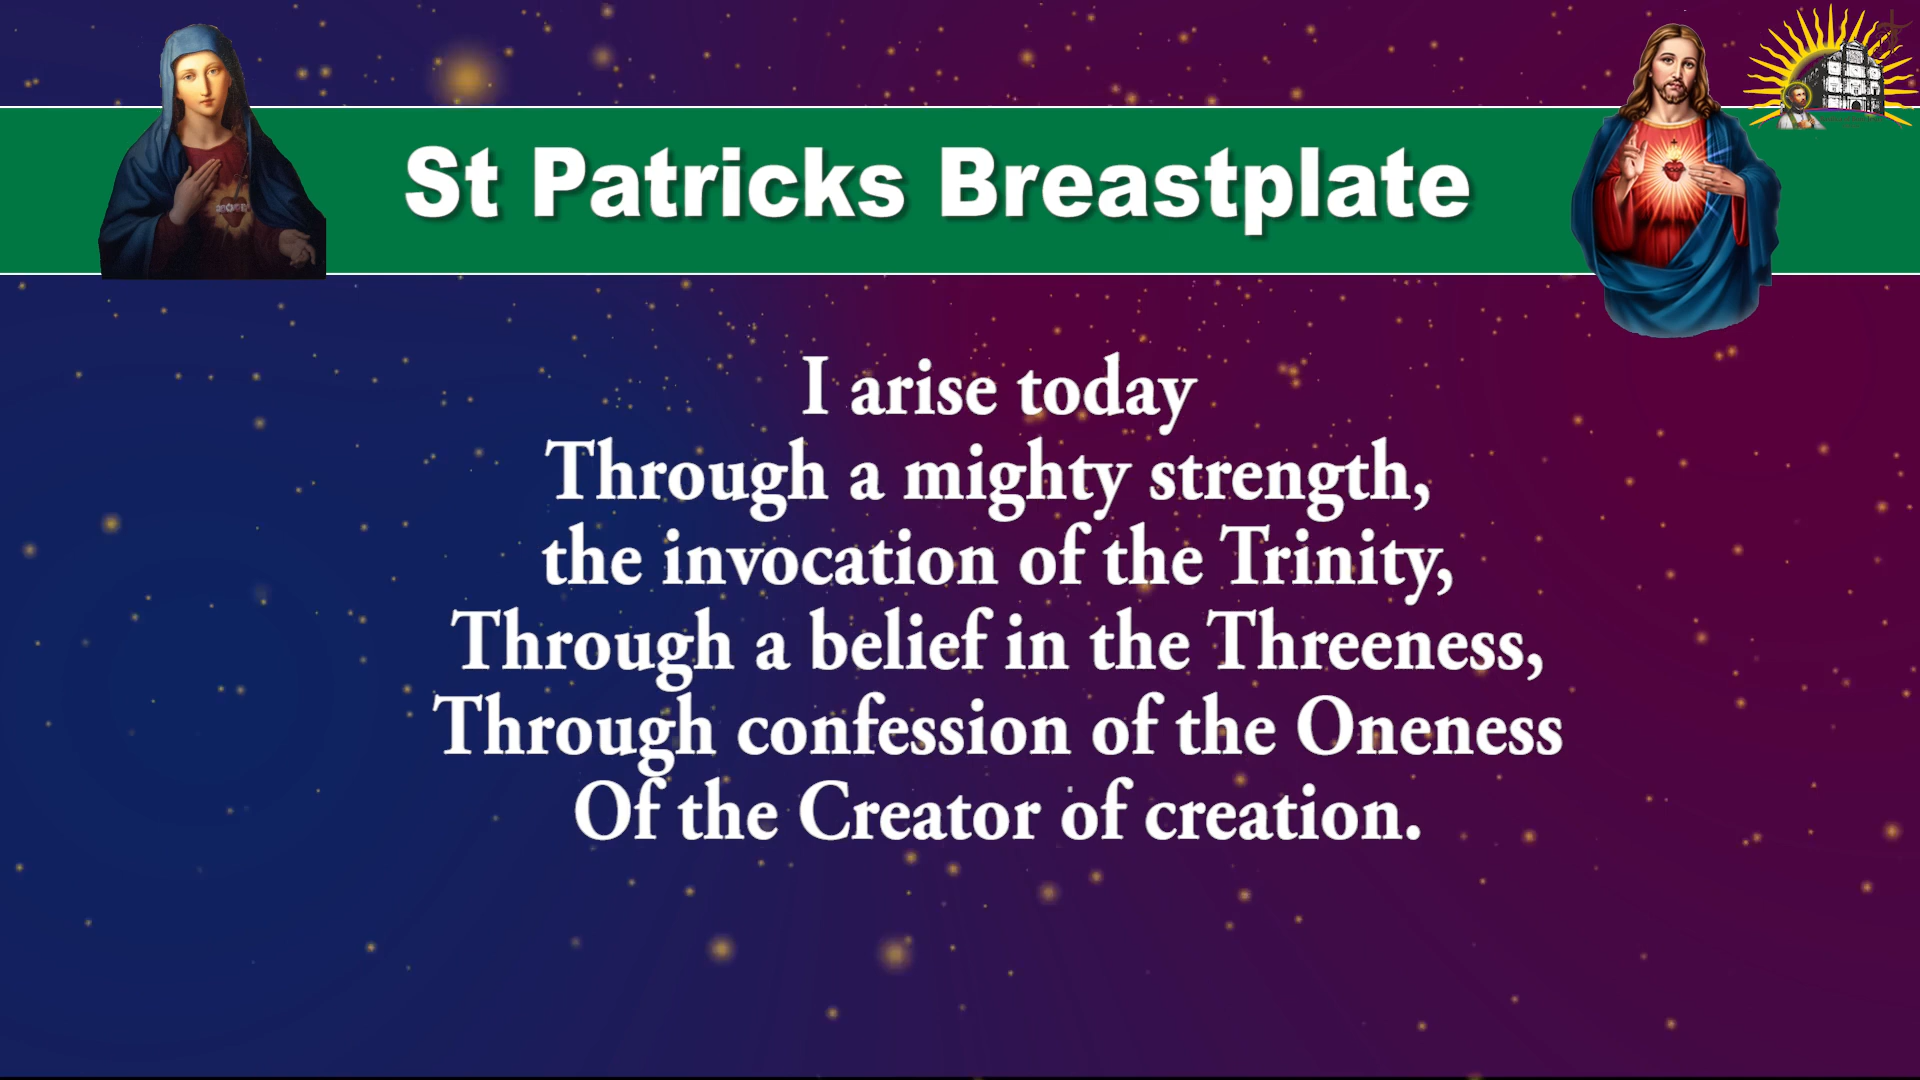 St Patricks Breastplate
I arise today
Through a mighty strength,
the invocation of the Trinity,
Through a belief in the Threeness,
Through confession of the Oneness
Of the Creator of creation.